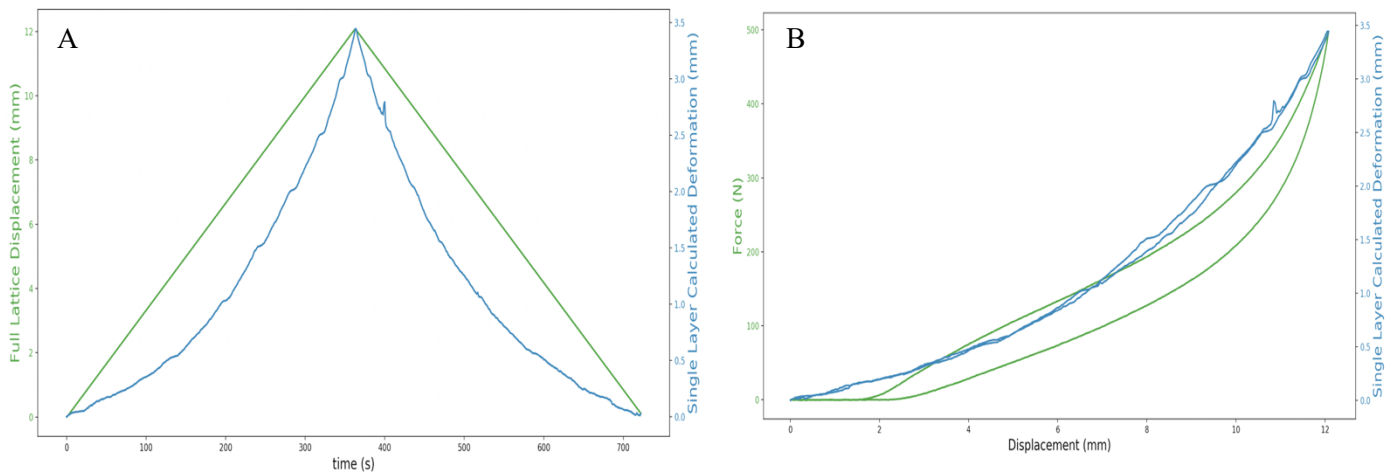 A
Full Lattice Displacement (mm)
12
10
8
6
4
2
0
0 100 200 300 400 500 600 700
time (s)
3.5
3.0
2.5
2.0
1.5
1.0
0.5
0.0
Single Layer Calculated Deformation (mm)
B
Force (N)
500
400
300
200
100
0
0 2 4 6 8 10 12
Displacement (mm)
3.5
3.0
2.5
2.0
1.5
1.0
0.5
0.0
Single Layer Calculated Deformation (mm)